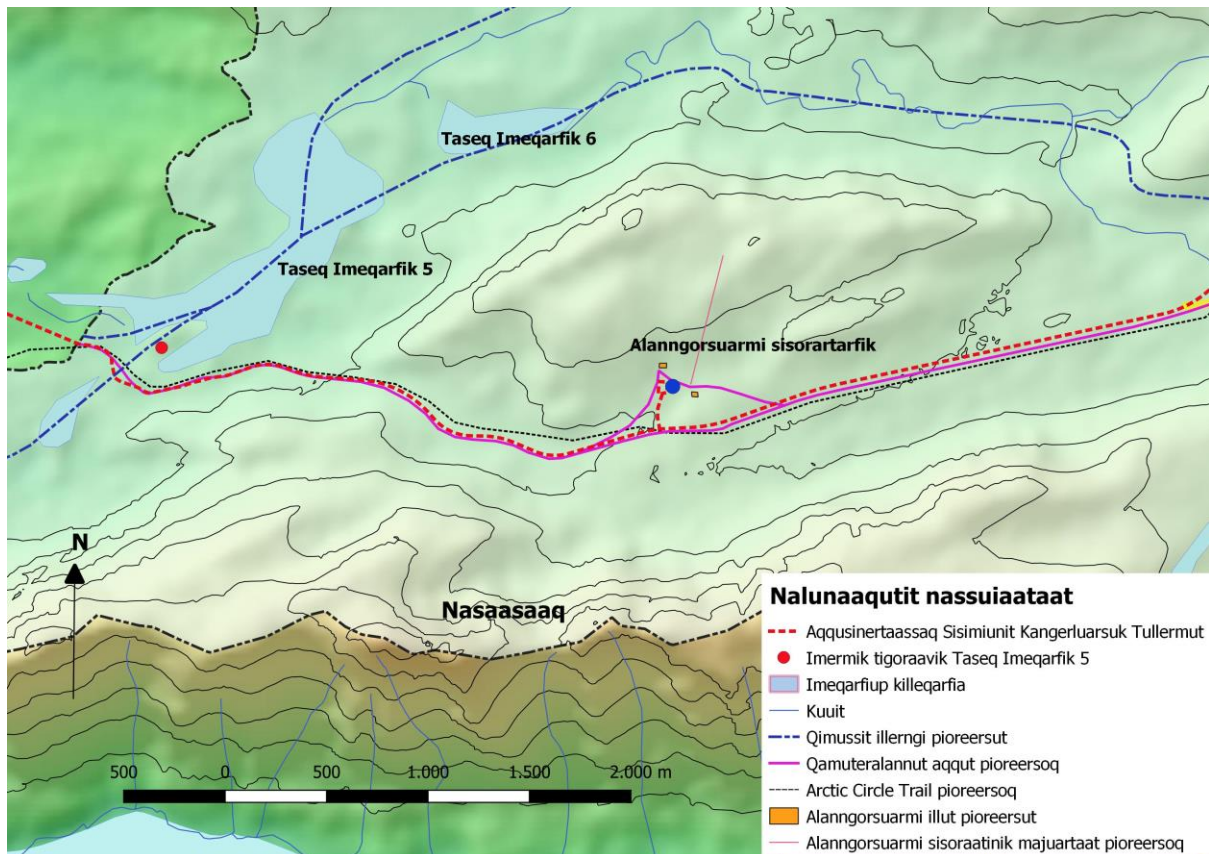 Taseq Imeqarfik 6
Taseq Imeqarfik 5
Alanngorsuarmi sisorartarfik
N
Nasaasaaq
500 0 500 1.000 1.500 2.000 m
Nalunaaqutit nassuiaataat
Aqqusinertaassaq Sisimiunit Kangerluarsuk Tullermut
Imermik tigoraavik Taseq Imeqarfik 5
Imeqarfiup killeqarfia
Kuuit
Qimussit illerngi pioreersut
Qamuteralannut aqqut pioreersoq
Arctic Circle Trail pioreersoq
Alanngorsuarmi illut pioreersut
Alanngorsuarmi sisoraatinik majuartaat pioreersoq